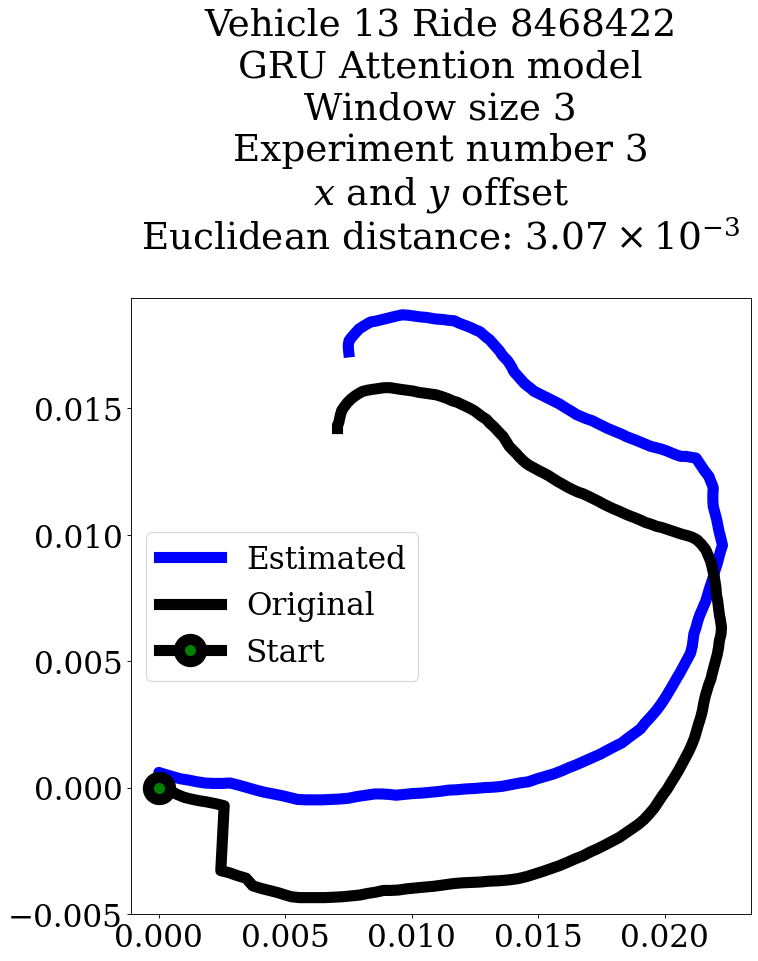 Vehicle 13 Ride 8468422
GRU Attention model
Window size 3
Experiment number 3
x and y offset
Euclidean distance: 3.07 × 10⁻³
0.015
0.010
0.005
0.000
−0.005
Estimated
Original
Start
0.000 0.005 0.010 0.015 0.020